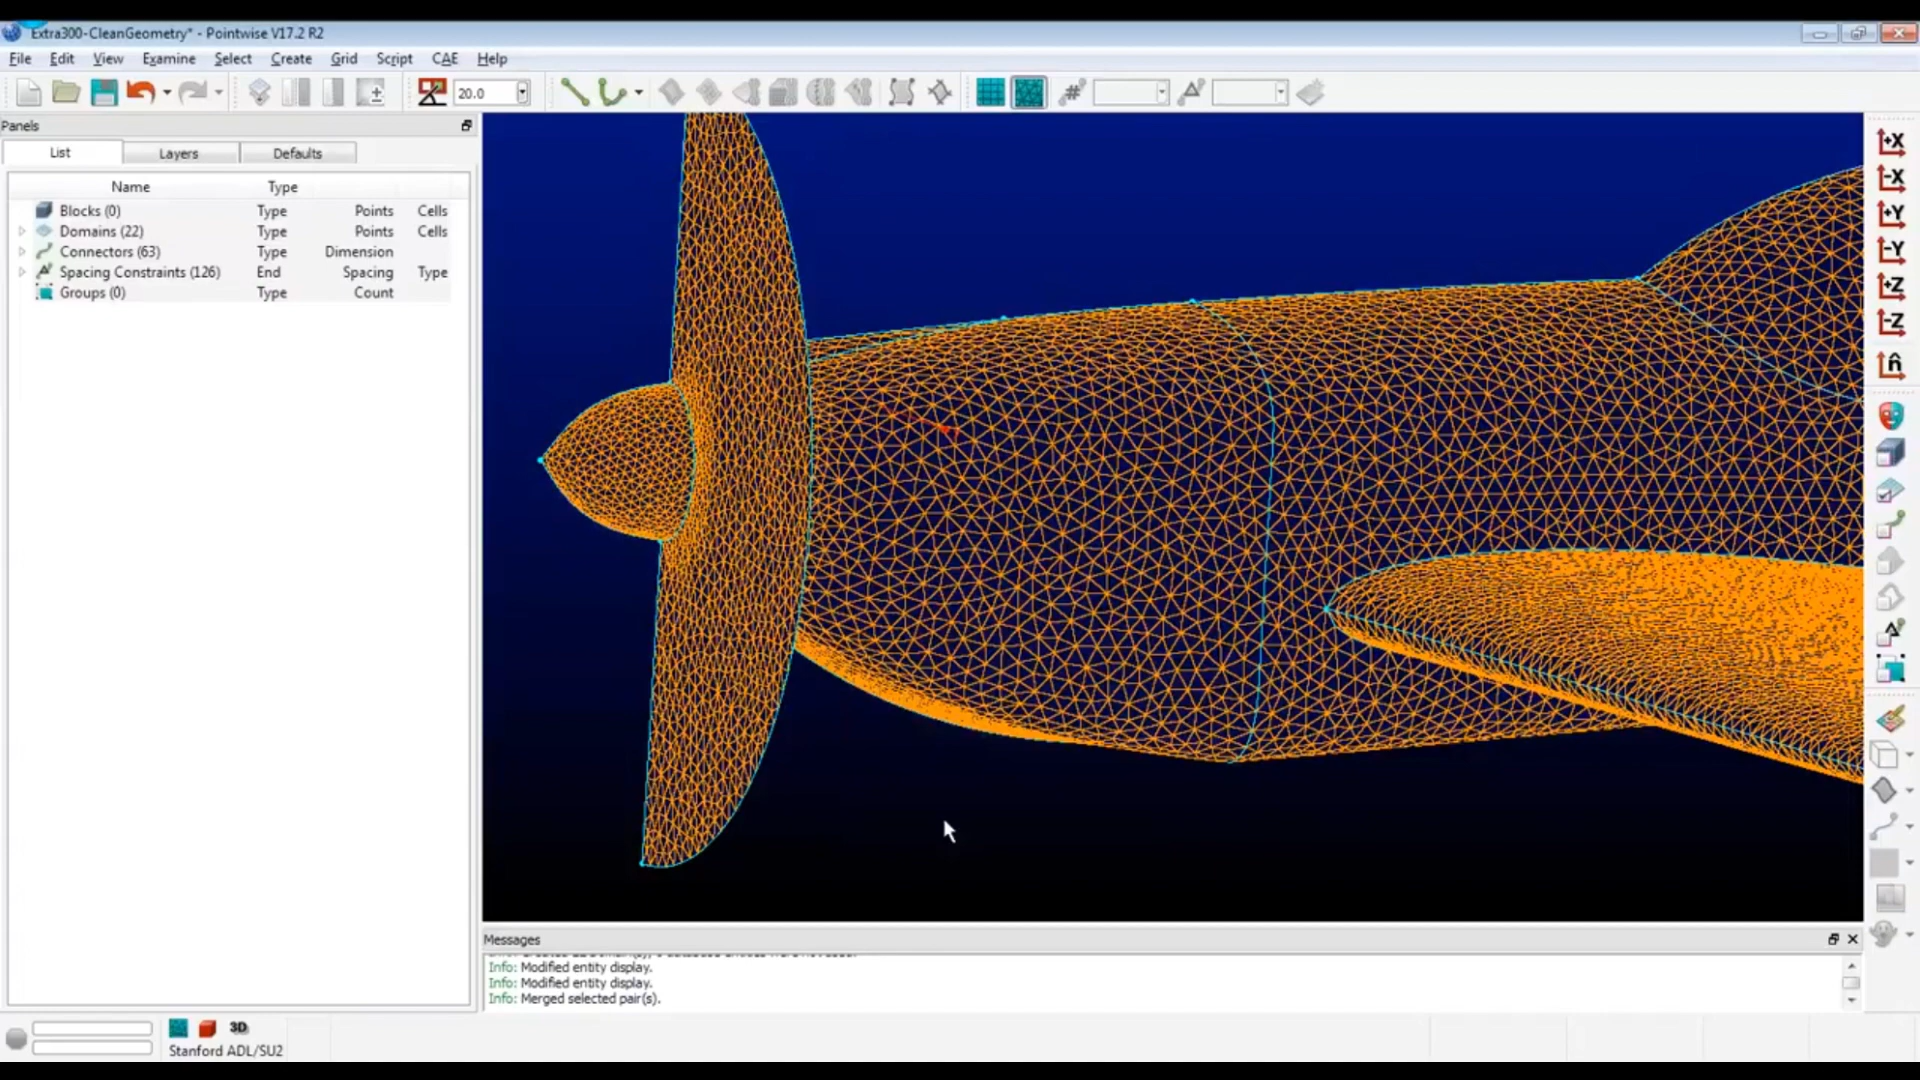 Extra300-CleanGeometry* - Pointwise V17.2 R2
File Edit View Examine Select Create Grid Script CAE Help
20.0
Panels
List Layers Defaults
Name Type
Blocks (0) Type Points Cells
Domains (22) Type Points Cells
Connectors (63) Type Dimension
Spacing Constraints (126) End Spacing Type
Groups (0) Type Count
+X
-X
+Y
-Y
+Z
-Z
n̂
Messages
Info: Modified entity display.
Info: Modified entity display.
Info: Merged selected pair(s).
3D
Stanford ADL/SU2